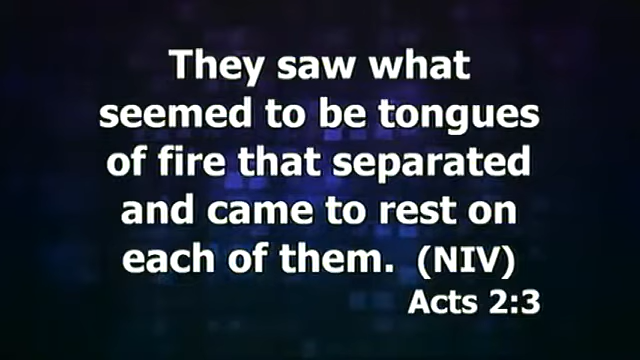 They saw what
seemed to be tongues
of fire that separated
and came to rest on
each of them. (NIV)
Acts 2:3